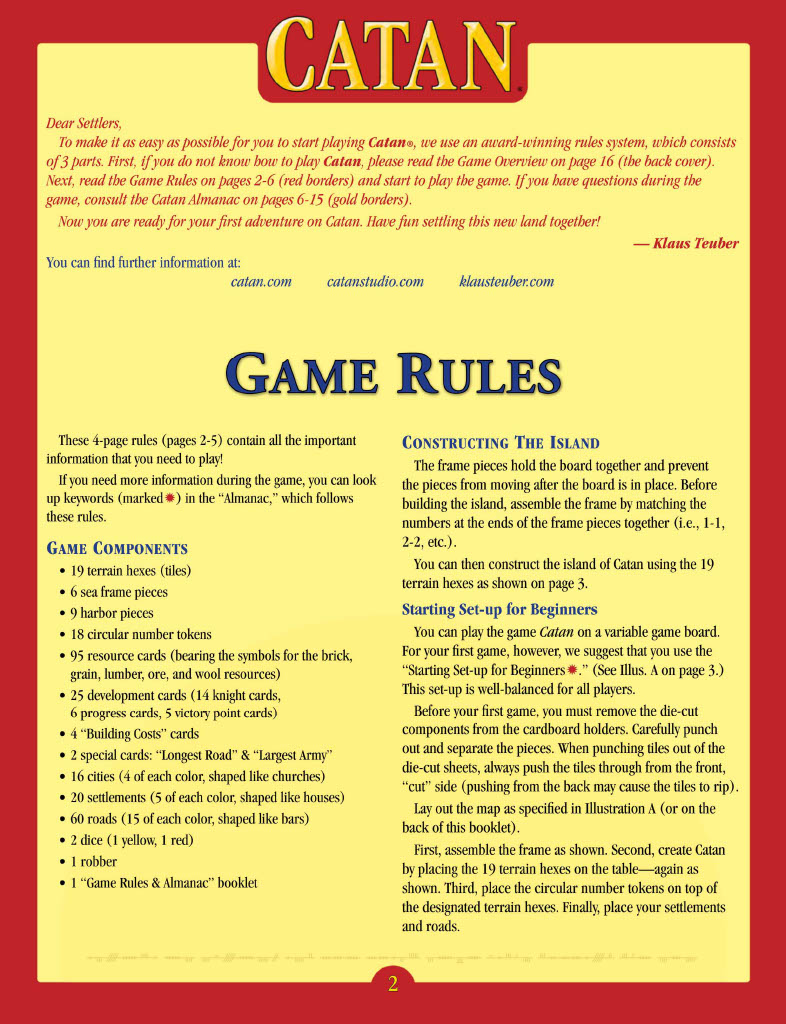 CATAN®
Dear Settlers,
To make it as easy as possible for you to start playing Catan®, we use an award-winning rules system, which consists
of 3 parts. First, if you do not know how to play Catan, please read the Game Overview on page 16 (the back cover).
Next, read the Game Rules on pages 2-6 (red borders) and start to play the game. If you have questions during the
game, consult the Catan Almanac on pages 6-15 (gold borders).
Now you are ready for your first adventure on Catan. Have fun settling this new land together!
— Klaus Teuber
You can find further information at:
catan.com catanstudio.com klausteuber.com
GAME RULES
These 4-page rules (pages 2-5) contain all the important
information that you need to play!
If you need more information during the game, you can look
up keywords (marked✹) in the “Almanac,” which follows
these rules.
GAME COMPONENTS
• 19 terrain hexes (tiles)
• 6 sea frame pieces
• 9 harbor pieces
• 18 circular number tokens
• 95 resource cards (bearing the symbols for the brick,
grain, lumber, ore, and wool resources)
• 25 development cards (14 knight cards,
6 progress cards, 5 victory point cards)
• 4 “Building Costs” cards
• 2 special cards: “Longest Road” & “Largest Army”
• 16 cities (4 of each color, shaped like churches)
• 20 settlements (5 of each color, shaped like houses)
• 60 roads (15 of each color, shaped like bars)
• 2 dice (1 yellow, 1 red)
• 1 robber
• 1 “Game Rules & Almanac” booklet
CONSTRUCTING THE ISLAND
The frame pieces hold the board together and prevent
the pieces from moving after the board is in place. Before
building the island, assemble the frame by matching the
numbers at the ends of the frame pieces together (i.e., 1-1,
2-2, etc.).
You can then construct the island of Catan using the 19
terrain hexes as shown on page 3.
Starting Set-up for Beginners
You can play the game Catan on a variable game board.
For your first game, however, we suggest that you use the
“Starting Set-up for Beginners✹.” (See Illus. A on page 3.)
This set-up is well-balanced for all players.
Before your first game, you must remove the die-cut
components from the cardboard holders. Carefully punch
out and separate the pieces. When punching tiles out of the
die-cut sheets, always push the tiles through from the front,
“cut” side (pushing from the back may cause the tiles to rip).
Lay out the map as specified in Illustration A (or on the
back of this booklet).
First, assemble the frame as shown. Second, create Catan
by placing the 19 terrain hexes on the table—again as
shown. Third, place the circular number tokens on top of
the designated terrain hexes. Finally, place your settlements
and roads.
2